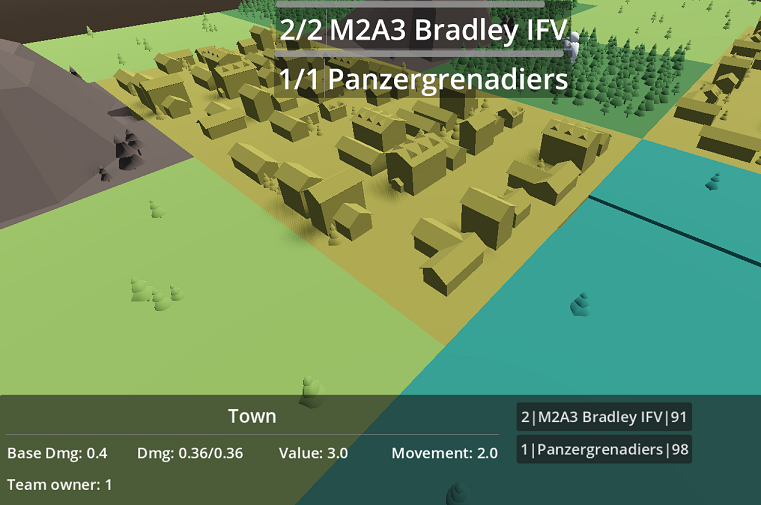 2/2 M2A3 Bradley IFV
1/1 Panzergrenadiers
Town
Base Dmg: 0.4 Dmg: 0.36/0.36 Value: 3.0 Movement: 2.0
Team owner: 1
2|M2A3 Bradley IFV|91
1|Panzergrenadiers|98